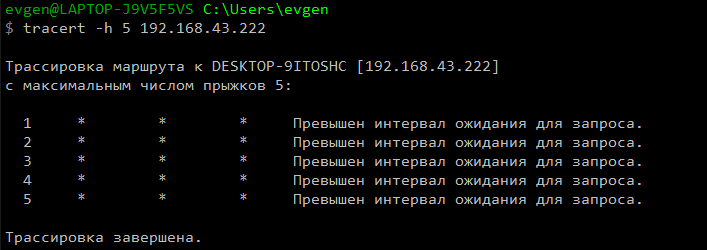 evgen@LAPTOP-J9V5F5VS C:\Users\evgen
$ tracert -h 5 192.168.43.222
Трассировка маршрута к DESKTOP-9ITOSHC [192.168.43.222]
с максимальным числом прыжков 5:
1 * * * Превышен интервал ожидания для запроса.
2 * * * Превышен интервал ожидания для запроса.
3 * * * Превышен интервал ожидания для запроса.
4 * * * Превышен интервал ожидания для запроса.
5 * * * Превышен интервал ожидания для запроса.
Трассировка завершена.